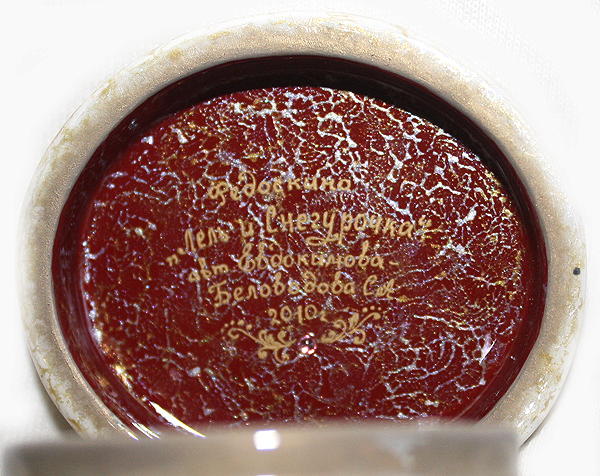 Федоскино
"Лель и Снегурочка"
авт Евдокимова-
Беловодова С.А
2010г